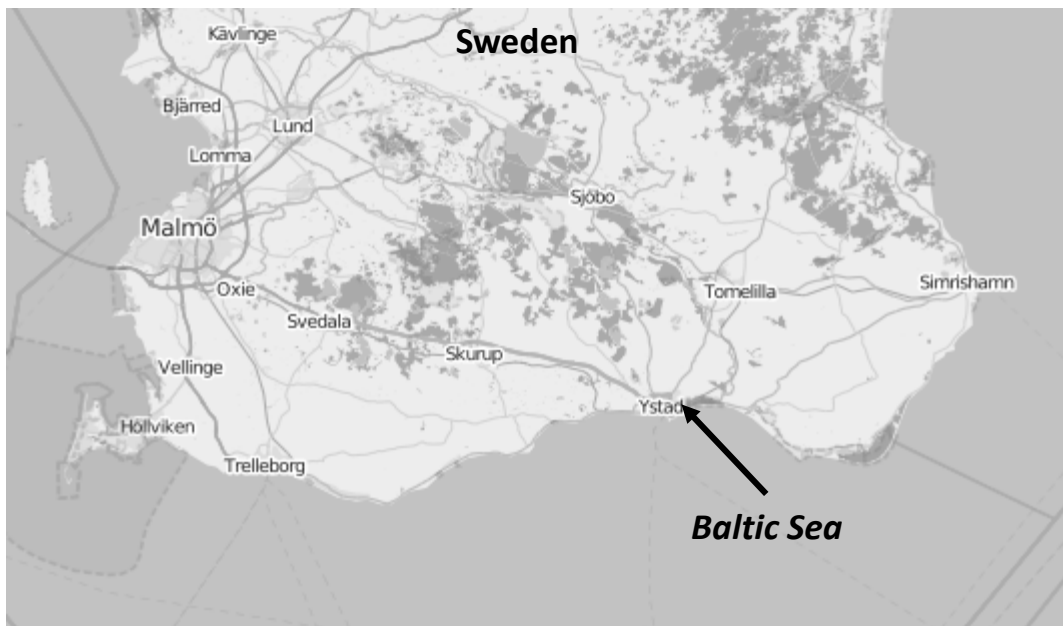 Sweden
Kävlinge
Bjärred
Lund
Lomma
Sjöbo
Malmö
Simrishamn
Oxie
Tomelilla
Svedala
Skurup
Vellinge
Ystad
Höllviken
Trelleborg
Baltic Sea